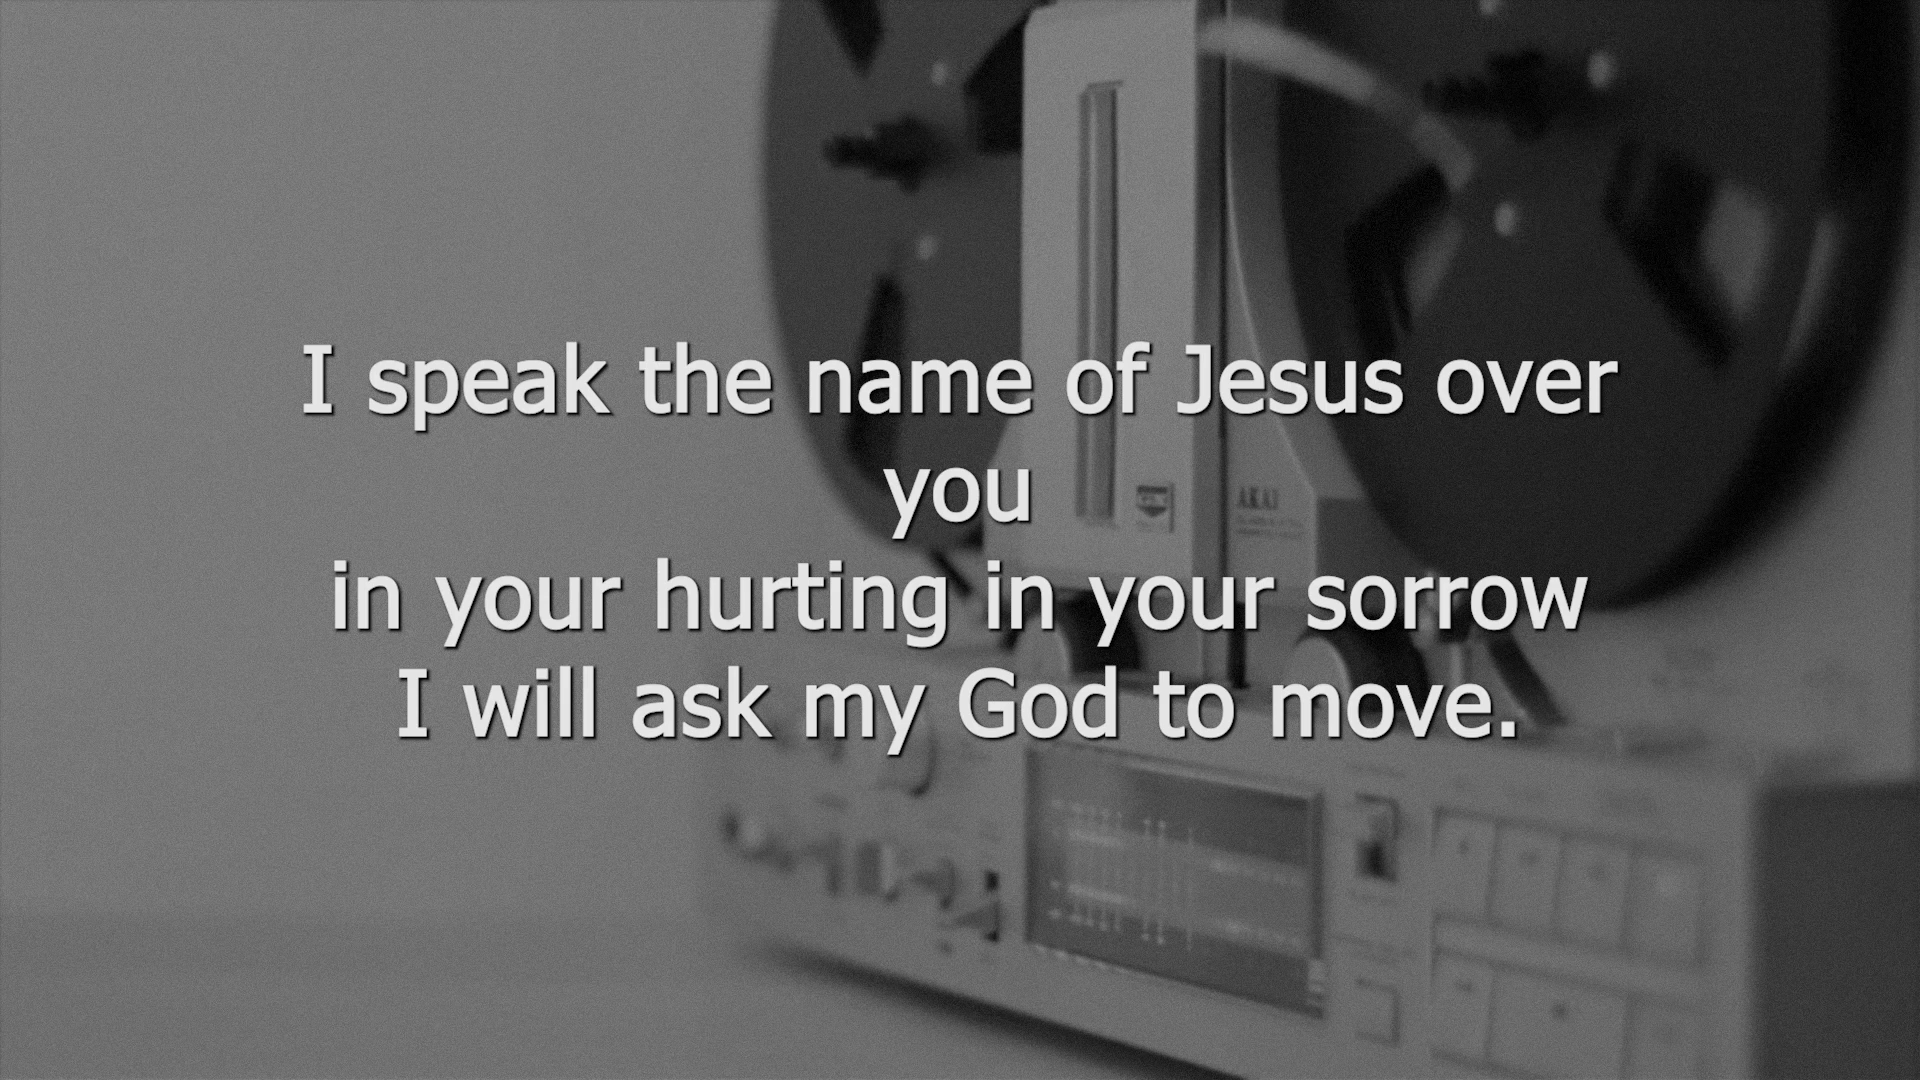 I speak the name of Jesus over
you
in your hurting in your sorrow
I will ask my God to move.
AKAI